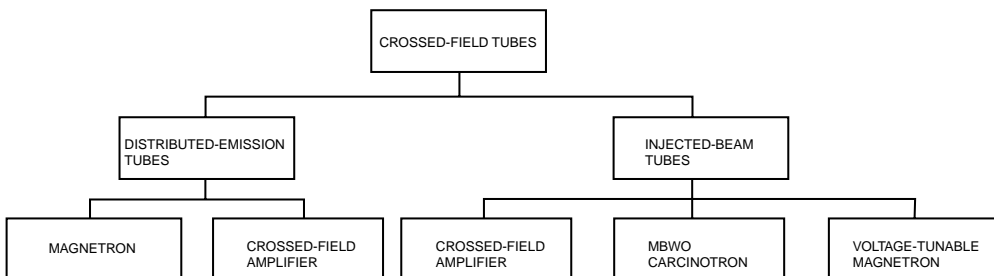 CROSSED-FIELD TUBES
DISTRIBUTED-EMISSION
TUBES
INJECTED-BEAM
TUBES
MAGNETRON
CROSSED-FIELD
AMPLIFIER
CROSSED-FIELD
AMPLIFIER
MBWO
CARCINOTRON
VOLTAGE-TUNABLE
MAGNETRON